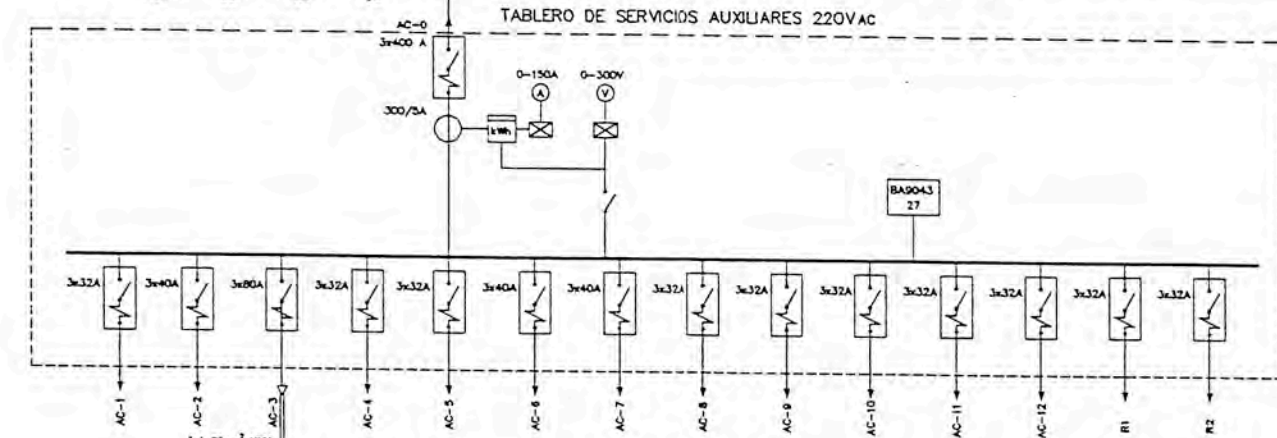 TABLERO DE SERVICIOS AUXILIARES 220VAC
AC-0
3x400 A
0-150A
0-300V
A
V
300/5A
kWh
BA9043
27
3x32A
3x40A
3x80A
3x32A
3x32A
3x40A
3x40A
3x32A
3x32A
3x32A
3x32A
3x32A
3x32A
3x32A
AC-1
AC-2
AC-3
AC-4
AC-5
AC-6
AC-7
AC-8
AC-9
AC-10
AC-11
AC-12
R1
R2